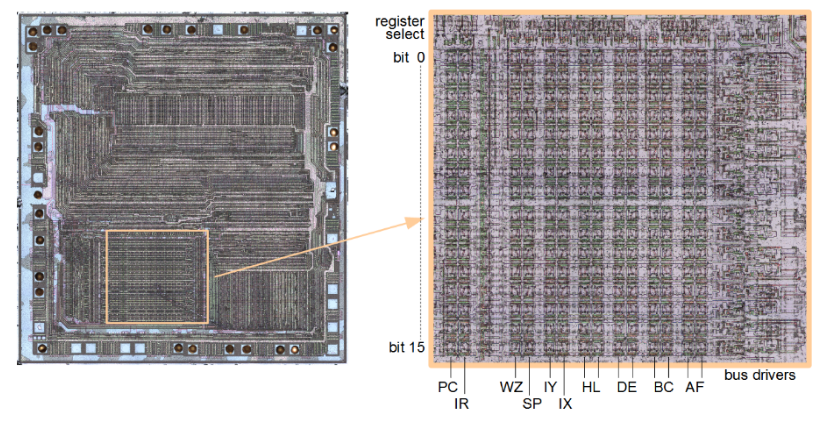 register
select
bit 0
bit 15
PC
WZ
IY
HL
DE
BC
AF
bus drivers
IR
SP
IX